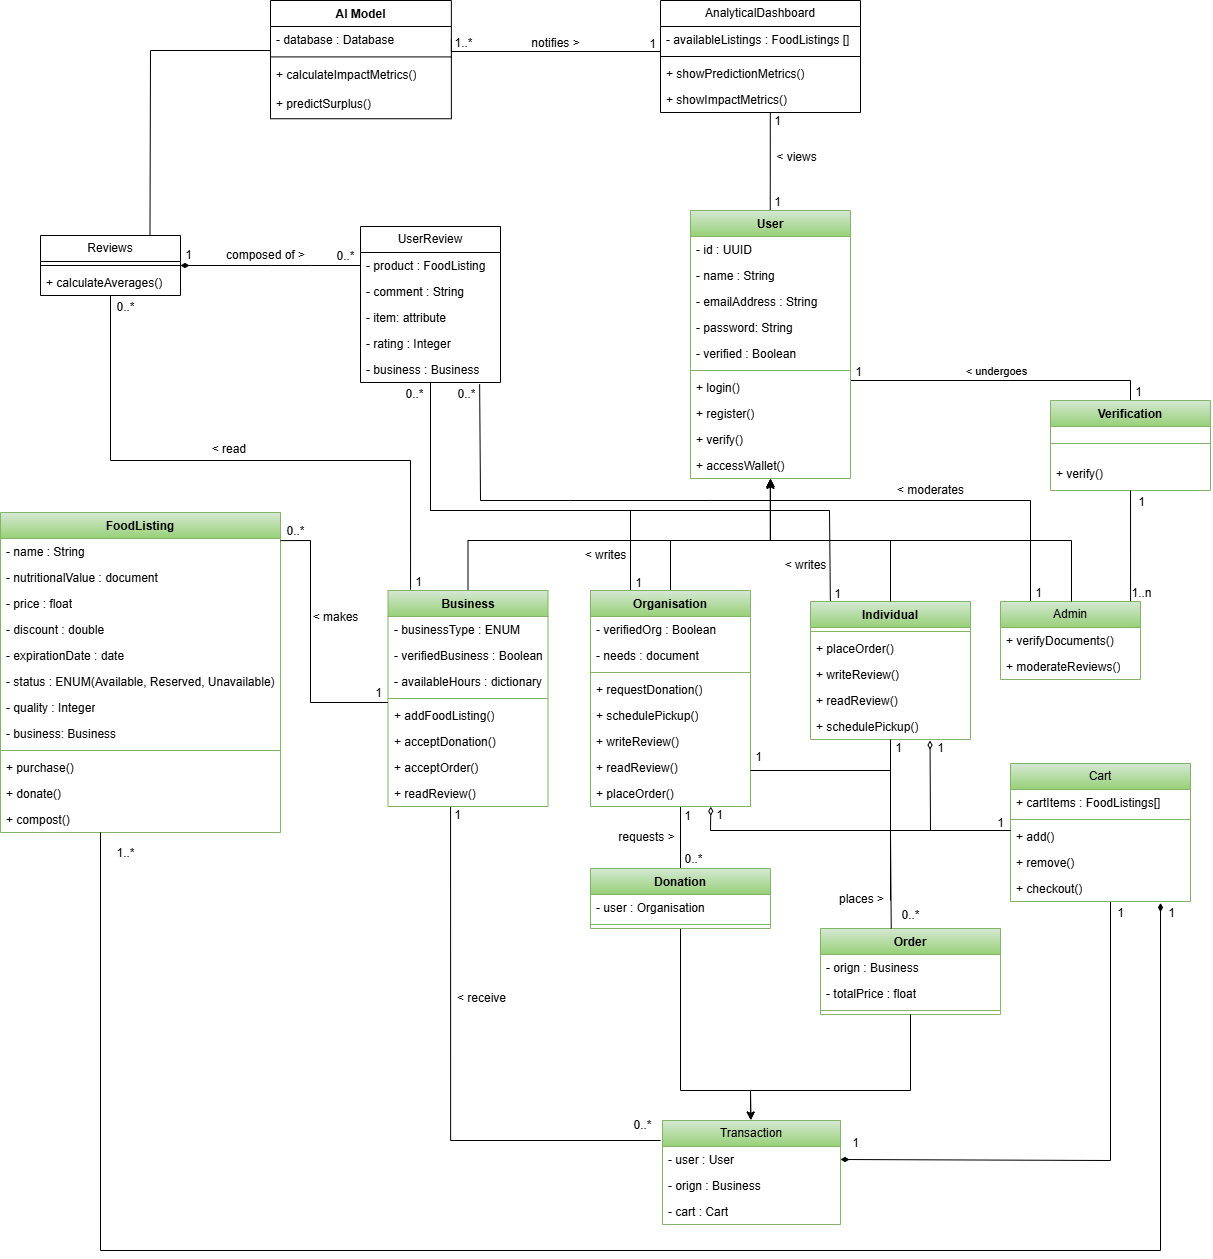 AI Model
- database : Database
+ calculateImpactMetrics()
+ predictSurplus()
1..*
notifies >
1
AnalyticalDashboard
- availableListings : FoodListings []
+ showPredictionMetrics()
+ showImpactMetrics()
1
< views
1
User
- id : UUID
- name : String
- emailAddress : String
- password: String
- verified : Boolean
+ login()
+ register()
+ verify()
+ accessWallet()
Reviews
+ calculateAverages()
1
composed of >
0..*
0..*
UserReview
- product : FoodListing
- comment : String
- item: attribute
- rating : Integer
- business : Business
0..*
0..*
1
< undergoes
1
Verification
+ verify()
1
< read
< moderates
FoodListing
- name : String
- nutritionalValue : document
- price : float
- discount : double
- expirationDate : date
- status : ENUM(Available, Reserved, Unavailable)
- quality : Integer
- business: Business
+ purchase()
+ donate()
+ compost()
0..*
< makes
1
1..*
1
Business
- businessType : ENUM
- verifiedBusiness : Boolean
- availableHours : dictionary
+ addFoodListing()
+ acceptDonation()
+ acceptOrder()
+ readReview()
1
< writes
1
Organisation
- verifiedOrg : Boolean
- needs : document
+ requestDonation()
+ schedulePickup()
+ writeReview()
+ readReview()
+ placeOrder()
1
1
1
< writes
1
Individual
+ placeOrder()
+ writeReview()
+ readReview()
+ schedulePickup()
1
1
1
1..n
Admin
+ verifyDocuments()
+ moderateReviews()
1
Cart
+ cartItems : FoodListings[]
+ add()
+ remove()
+ checkout()
1
1
requests >
0..*
Donation
- user : Organisation
places >
0..*
Order
- orign : Business
- totalPrice : float
< receive
0..*
Transaction
- user : User
- orign : Business
- cart : Cart
1